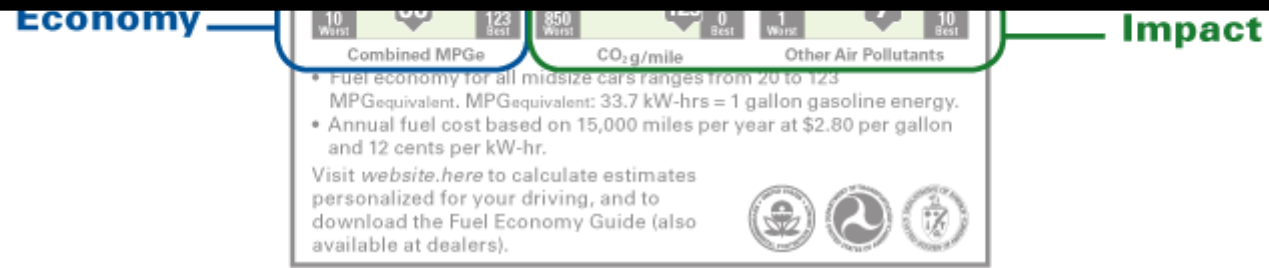 Economy
Impact
10 123 850 0 1 10
Worst Best Worst Best Worst Best
Combined MPGe CO₂ g/mile Other Air Pollutants
• Fuel economy for all midsize cars ranges from 20 to 123
MPGequivalent. MPGequivalent: 33.7 kW-hrs = 1 gallon gasoline energy.
• Annual fuel cost based on 15,000 miles per year at $2.80 per gallon
and 12 cents per kW-hr.
Visit website.here to calculate estimates
personalized for your driving, and to
download the Fuel Economy Guide (also
available at dealers).